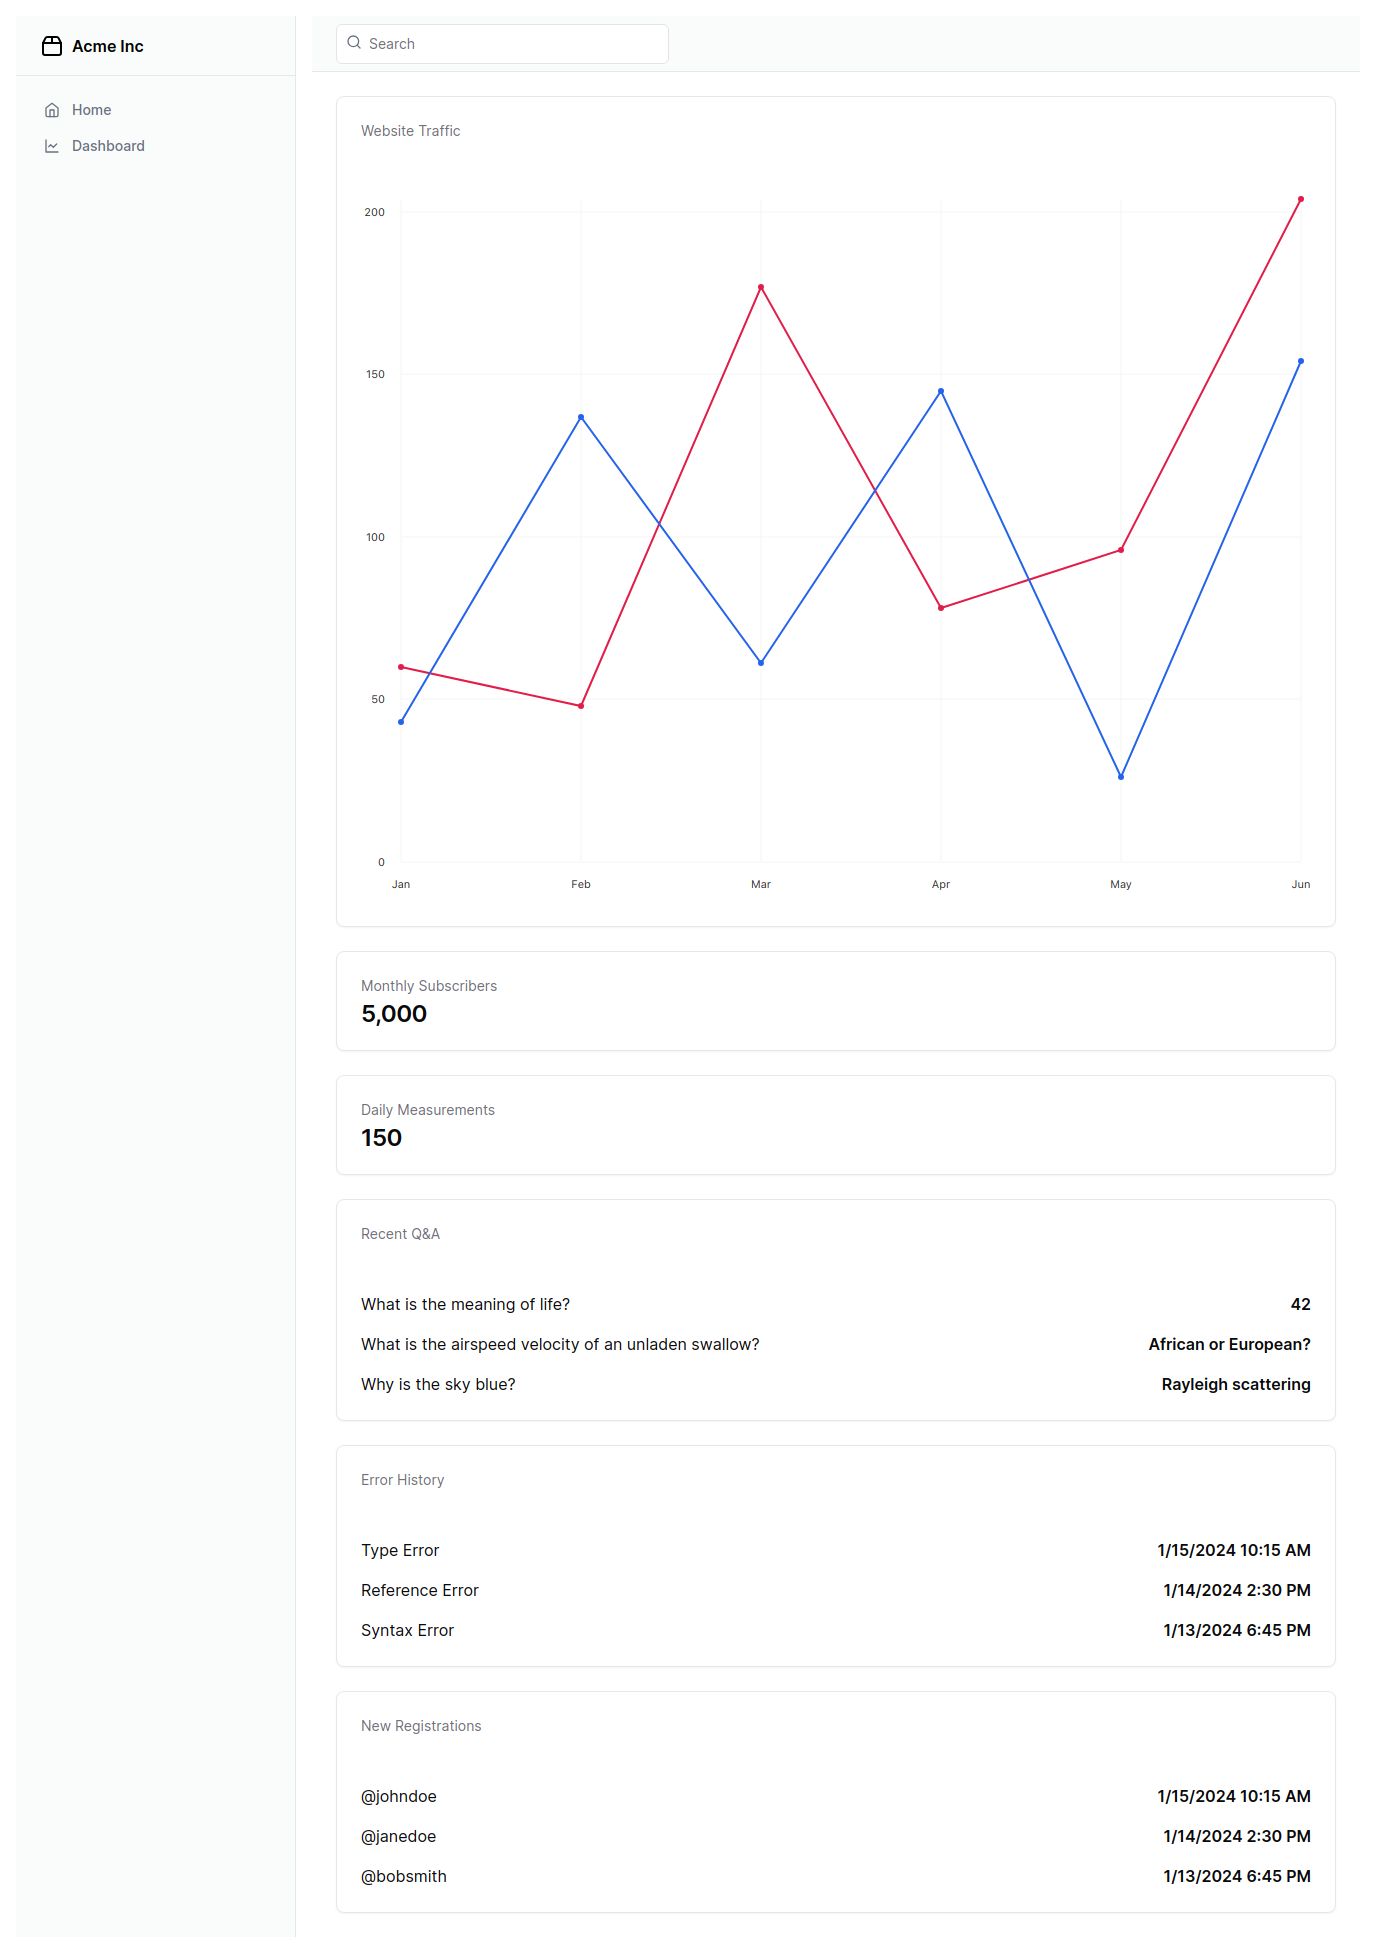 Acme Inc
Home
Dashboard
Search
Website Traffic
200
150
100
50
0
Jan Feb Mar Apr May Jun
Monthly Subscribers
5,000
Daily Measurements
150
Recent Q&A
What is the meaning of life? 42
What is the airspeed velocity of an unladen swallow? African or European?
Why is the sky blue? Rayleigh scattering
Error History
Type Error 1/15/2024 10:15 AM
Reference Error 1/14/2024 2:30 PM
Syntax Error 1/13/2024 6:45 PM
New Registrations
@johndoe 1/15/2024 10:15 AM
@janedoe 1/14/2024 2:30 PM
@bobsmith 1/13/2024 6:45 PM